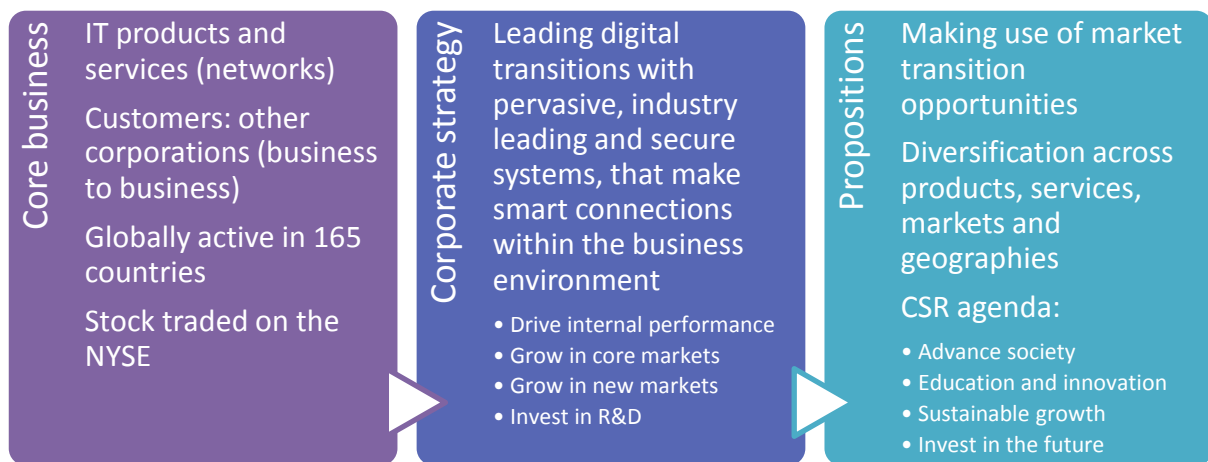 Core business
IT products and
services (networks)
Customers: other
corporations (business
to business)
Globally active in 165
countries
Stock traded on the
NYSE
Corporate strategy
Leading digital
transitions with
pervasive, industry
leading and secure
systems, that make
smart connections
within the business
environment
• Drive internal performance
• Grow in core markets
• Grow in new markets
• Invest in R&D
Propositions
Making use of market
transition
opportunities
Diversification across
products, services,
markets and
geographies
CSR agenda:
• Advance society
• Education and innovation
• Sustainable growth
• Invest in the future